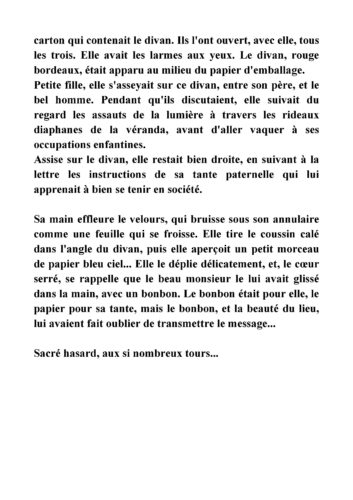 carton qui contenait le divan. Ils l'ont ouvert, avec elle, tous
les trois. Elle avait les larmes aux yeux. Le divan, rouge
bordeaux, était apparu au milieu du papier d'emballage.
Petite fille, elle s'asseyait sur ce divan, entre son père, et le
bel homme. Pendant qu'ils discutaient, elle suivait du
regard les assauts de la lumière à travers les rideaux
diaphanes de la véranda, avant d'aller vaquer à ses
occupations enfantines.
Assise sur le divan, elle restait bien droite, en suivant à la
lettre les instructions de sa tante paternelle qui lui
apprenait à bien se tenir en société.
Sa main effleure le velours, qui bruisse sous son annulaire
comme une feuille qui se froisse. Elle tire le coussin calé
dans l'angle du divan, puis elle aperçoit un petit morceau
de papier bleu ciel... Elle le déplie délicatement, et, le cœur
serré, se rappelle que le beau monsieur le lui avait glissé
dans la main, avec un bonbon. Le bonbon était pour elle, le
papier pour sa tante, mais le bonbon, et la beauté du lieu,
lui avaient fait oublier de transmettre le message...
Sacré hasard, aux si nombreux tours...